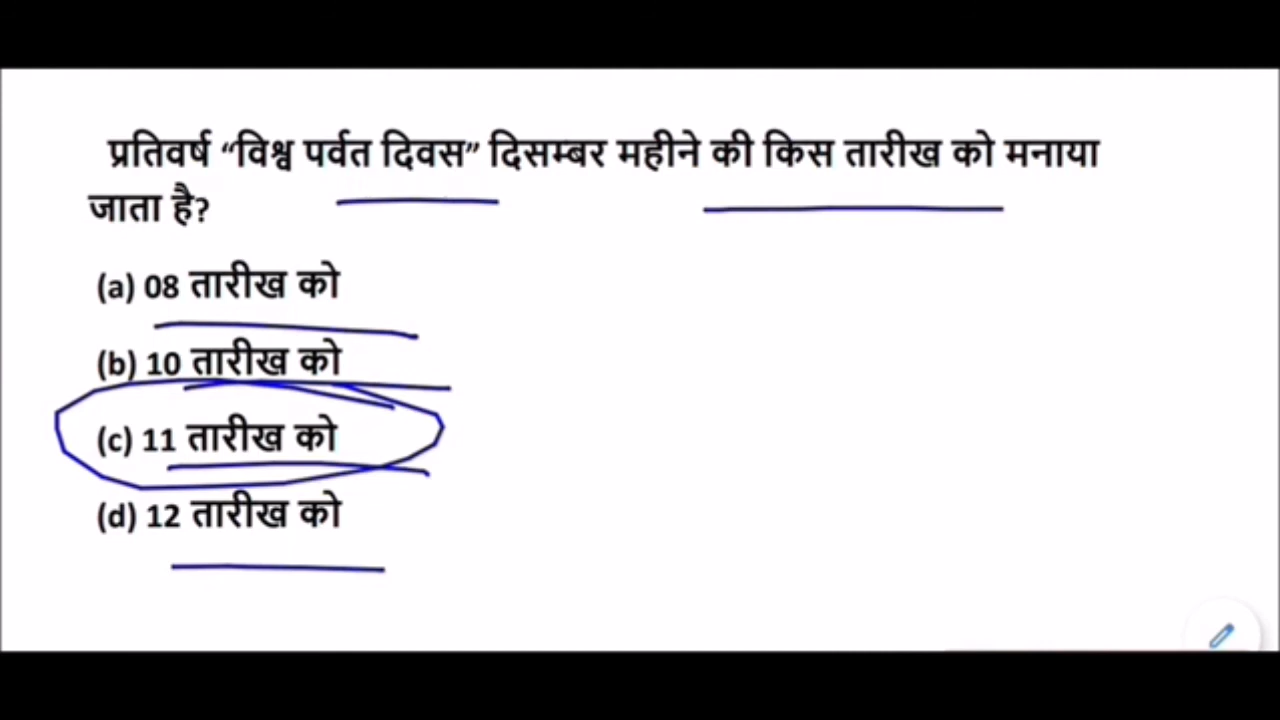 प्रतिवर्ष “विश्व पर्वत दिवस” दिसम्बर महीने की किस तारीख को मनाया
जाता है?
(a) 08 तारीख को
(b) 10 तारीख को
(c) 11 तारीख को
(d) 12 तारीख को